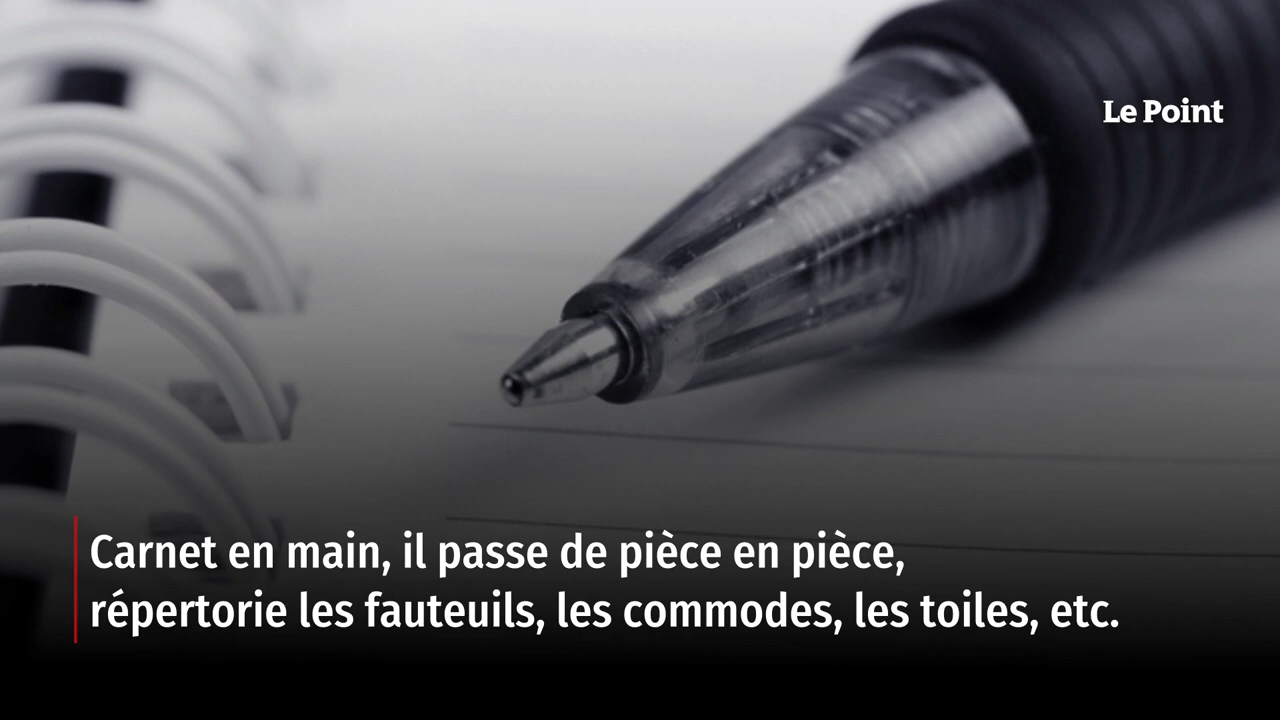 Le Point
Carnet en main, il passe de pièce en pièce,
répertorie les fauteuils, les commodes, les toiles, etc.